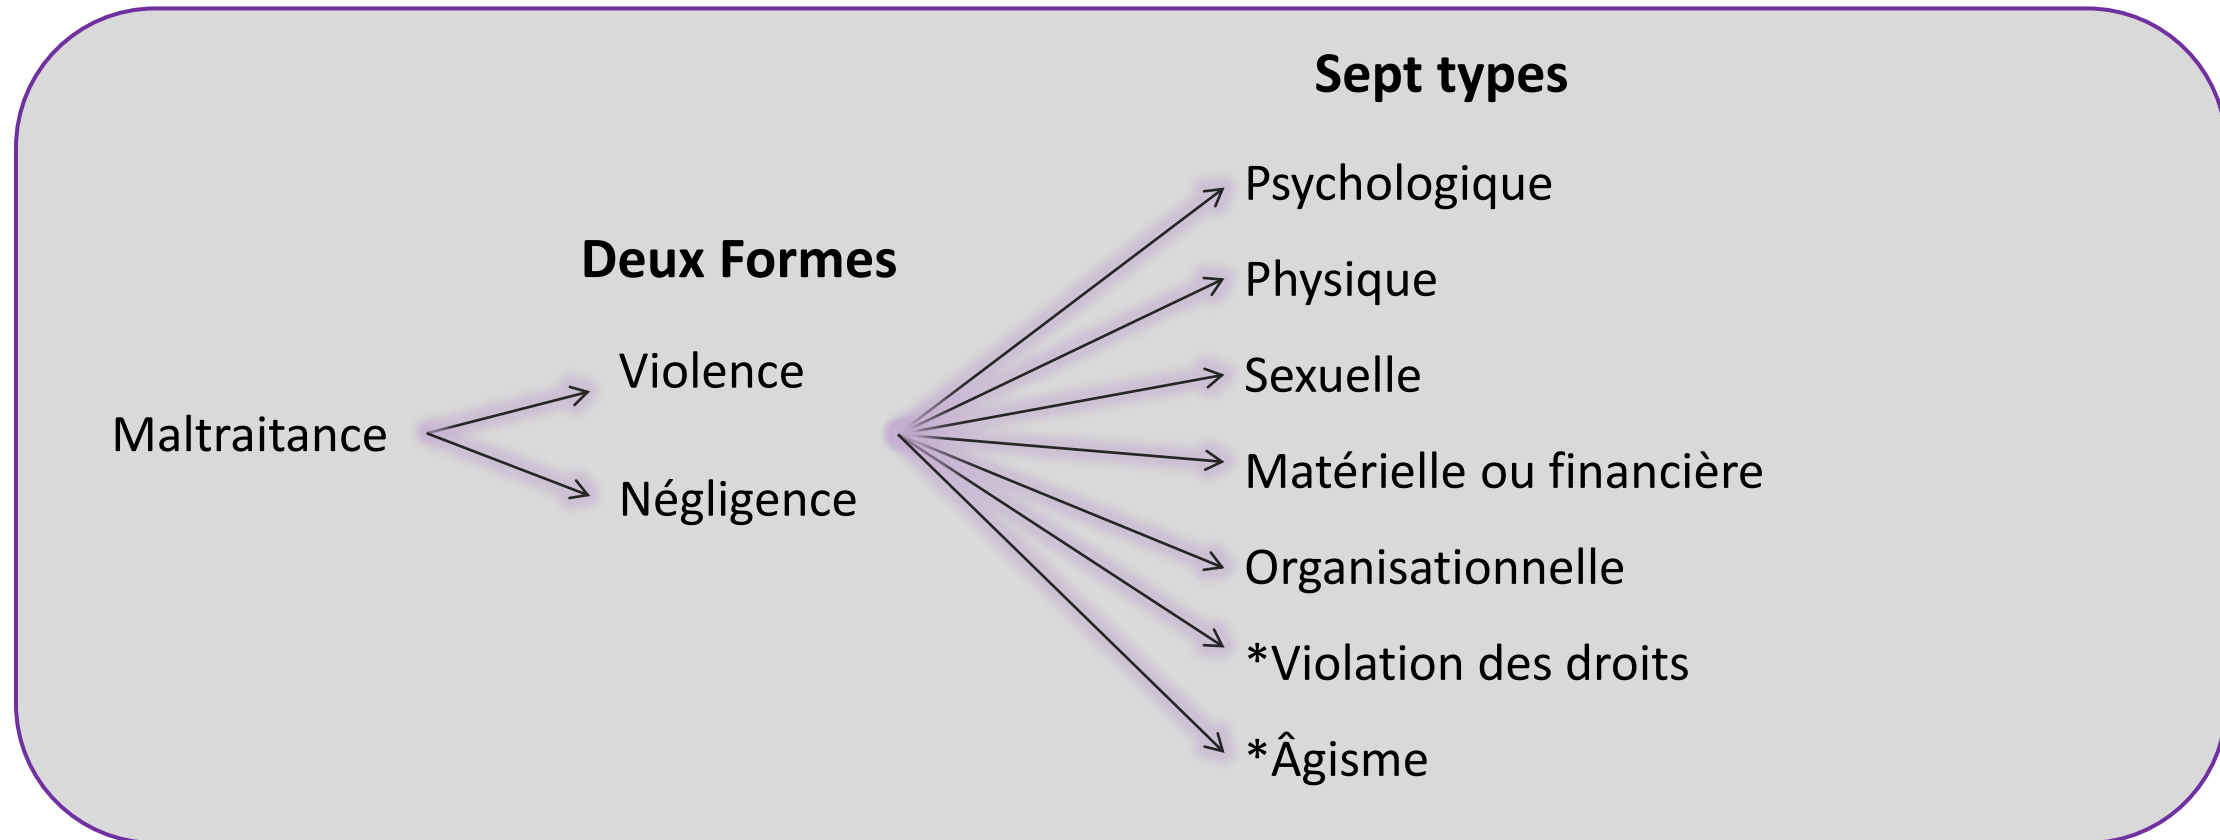 Sept types
Psychologique
Deux Formes
Physique
Violence
Sexuelle
Maltraitance
Matérielle ou financière
Négligence
Organisationnelle
*Violation des droits
*Âgisme